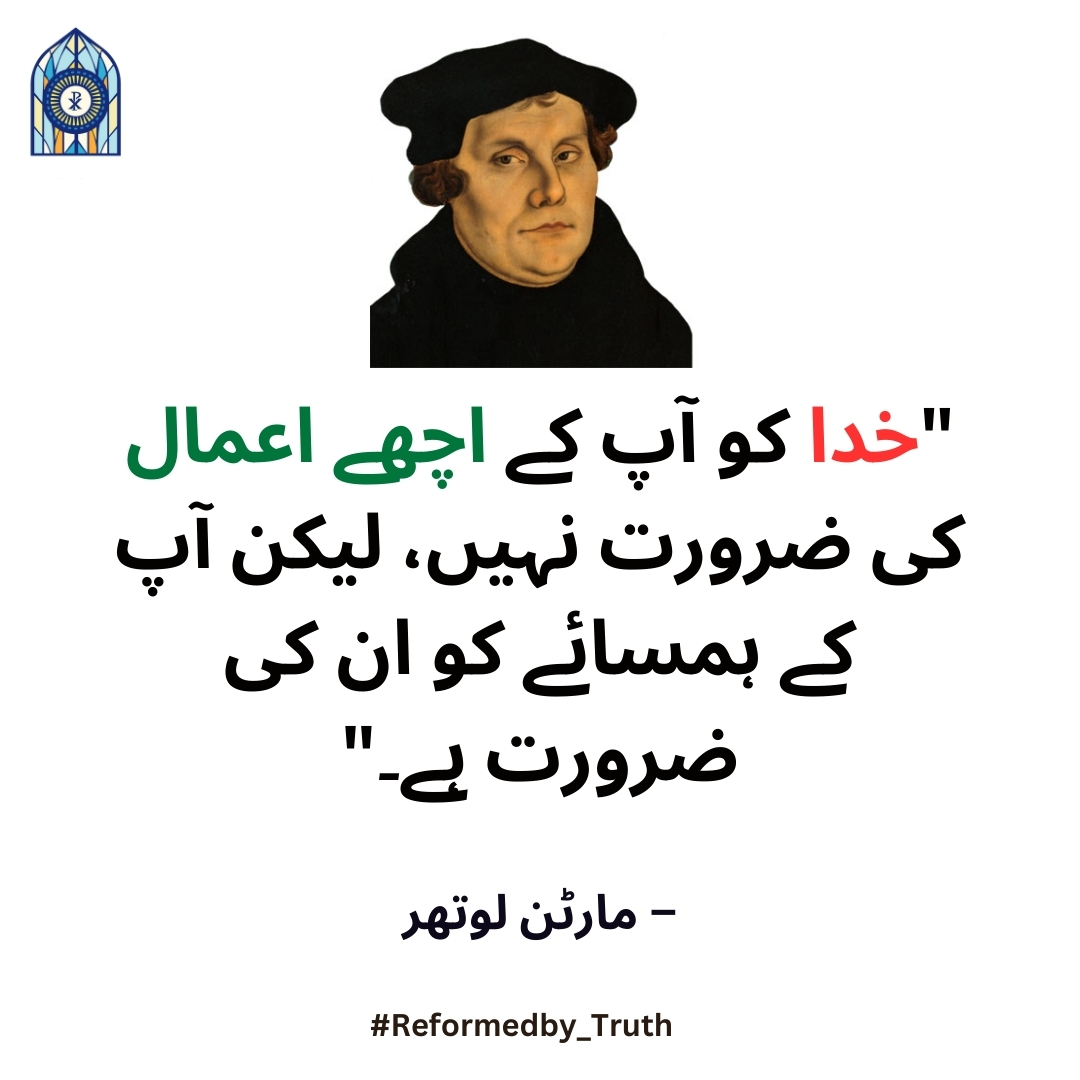 "خدا کو آپ کے اچھے اعمال
کی ضرورت نہیں، لیکن آپ
کے ہمسائے کو ان کی
ضرورت ہے۔"
– مارٹن لوتھر
#Reformedby_Truth